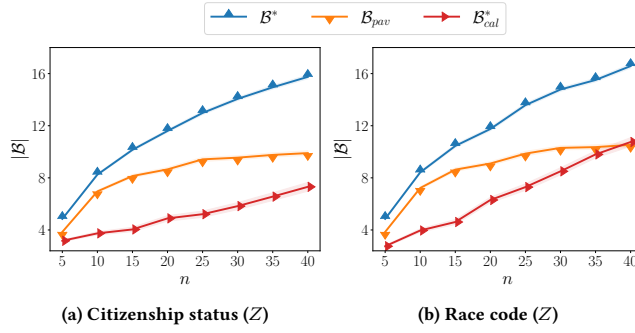 B* B_pav B*_cal
|B|
16
12
8
4
5 10 15 20 25 30 35 40
n
(a) Citizenship status (Z)
|B|
16
12
8
4
5 10 15 20 25 30 35 40
n
(b) Race code (Z)